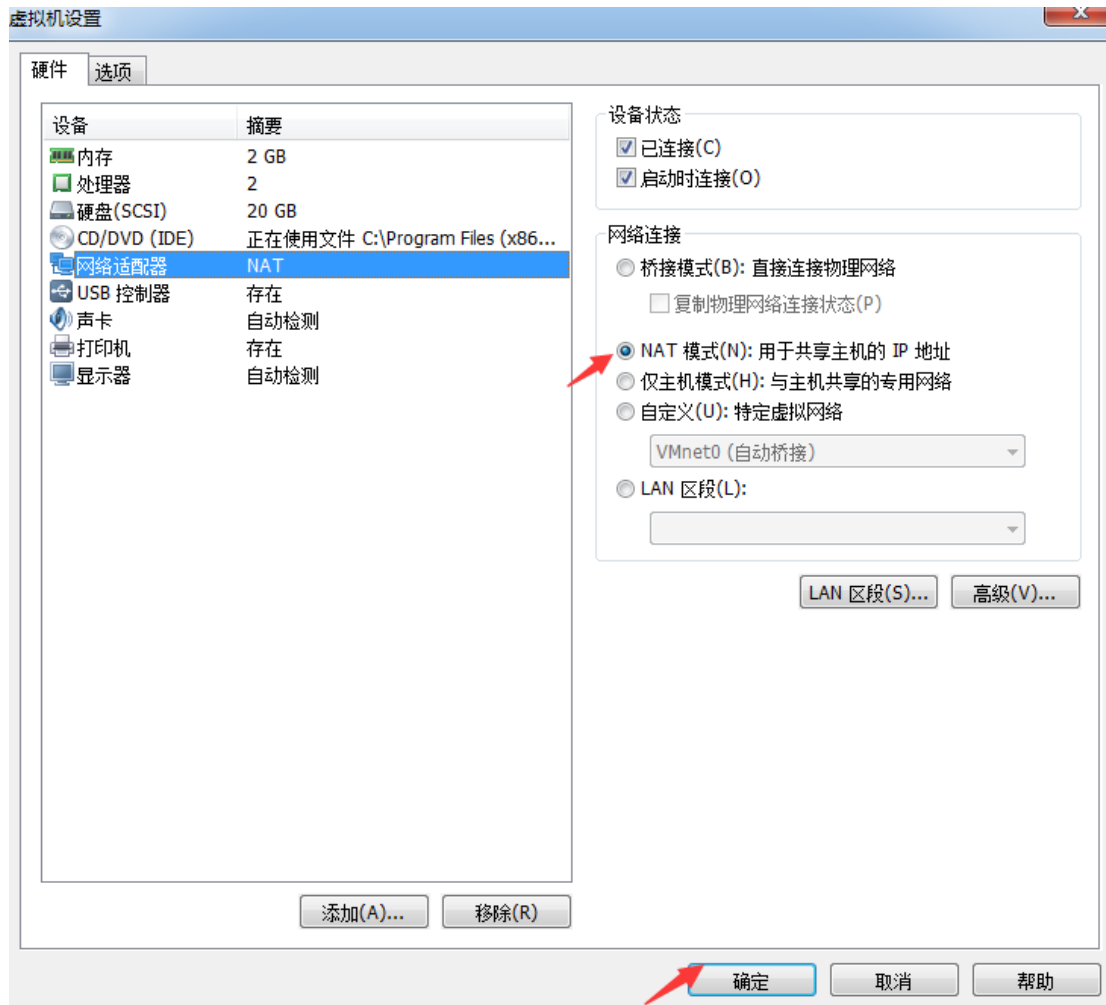 虚拟机设置
硬件 选项
设备 摘要
内存 2 GB
处理器 2
硬盘(SCSI) 20 GB
CD/DVD (IDE) 正在使用文件 C:\Program Files (x86...
网络适配器 NAT
USB 控制器 存在
声卡 自动检测
打印机 存在
显示器 自动检测
添加(A)... 移除(R)
设备状态
已连接(C)
启动时连接(O)
网络连接
桥接模式(B): 直接连接物理网络
复制物理网络连接状态(P)
NAT 模式(N): 用于共享主机的 IP 地址
仅主机模式(H): 与主机共享的专用网络
自定义(U): 特定虚拟网络
VMnet0 (自动桥接)
LAN 区段(L):
LAN 区段(S)... 高级(V)...
确定 取消 帮助